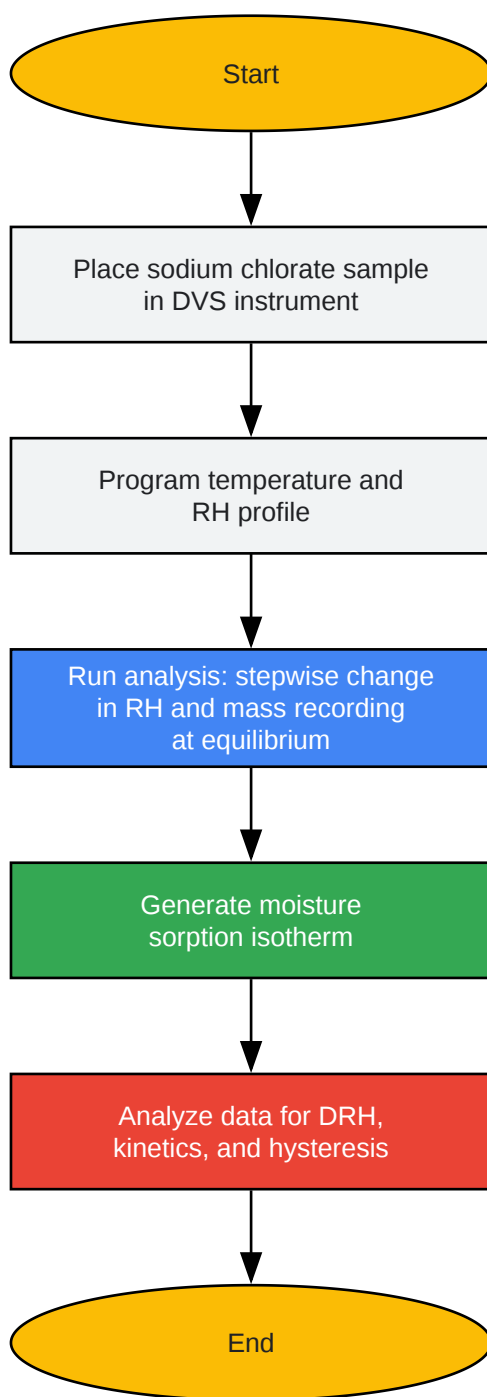 Start
Place sodium chlorate sample
in DVS instrument
Program temperature and
RH profile
Run analysis: stepwise change
in RH and mass recording
at equilibrium
Generate moisture
sorption isotherm
Analyze data for DRH,
kinetics, and hysteresis
End